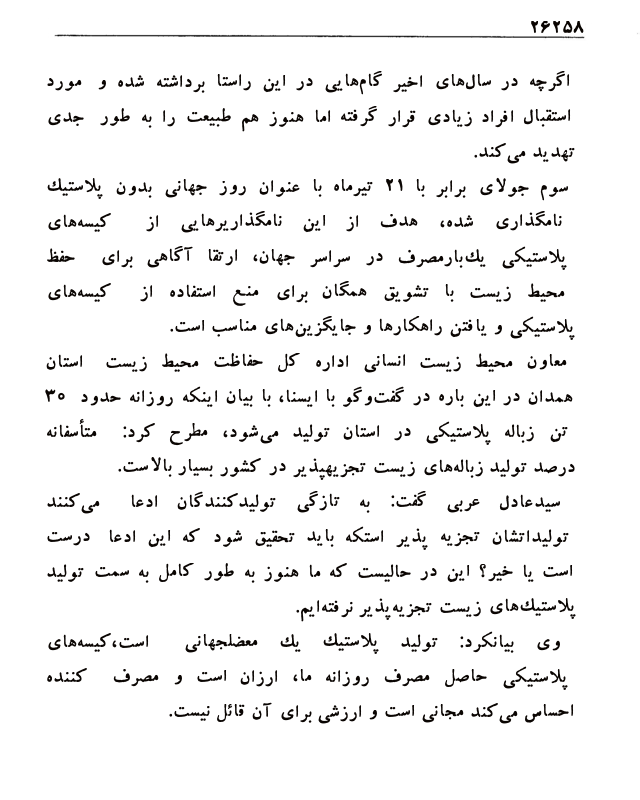 ۲۶۲۵۸
اگرچه در سال‌های اخیر گام‌هایی در این راستا برداشته شده و مورد
استقبال افراد زیادی قرار گرفته اما هنوز هم طبیعت را به طور جدی
تهدید می‌کند.
سوم جولای برابر با ۲۱ تیرماه با عنوان روز جهانی بدون پلاستیك
نامگذاری شده، هدف از این نامگذاریرهایی از کیسه‌های
پلاستیکی یك‌بارمصرف در سراسر جهان، ارتقا آگاهی برای حفظ
محیط زیست با تشویق همگان برای منع استفاده از کیسه‌های
پلاستیکی و یافتن راهکارها و جایگزین‌های مناسب است.
معاون محیط زیست انسانی اداره کل حفاظت محیط زیست استان
همدان در این باره در گفت‌وگو با ایسنا، با بیان اینکه روزانه حدود ۳۰
تن زباله پلاستیکی در استان تولید می‌شود، مطرح کرد: متأسفانه
درصد تولید زباله‌های زیست تجزیهپذیر در کشور بسیار بالاست.
سیدعادل عربی گفت: به تازگی تولیدکنندگان ادعا می‌کنند
تولیداتشان تجزیه پذیر استکه باید تحقیق شود که این ادعا درست
است یا خیر؟ این در حالیست که ما هنوز به طور کامل به سمت تولید
پلاستیك‌های زیست تجزیه‌پذیر نرفته‌ایم.
وی بیانکرد: تولید پلاستیك یك معضلجهانی است،کیسه‌های
پلاستیکی حاصل مصرف روزانه ما، ارزان است و مصرف کننده
احساس می‌کند مجانی است و ارزشی برای آن قائل نیست.